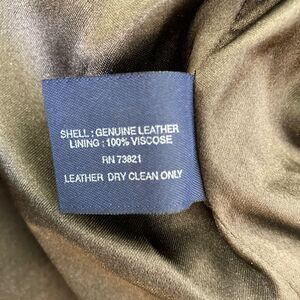 SHELL : GENUINE LEATHER
LINING : 100% VISCOSE
RN 73821
LEATHER DRY CLEAN ONLY